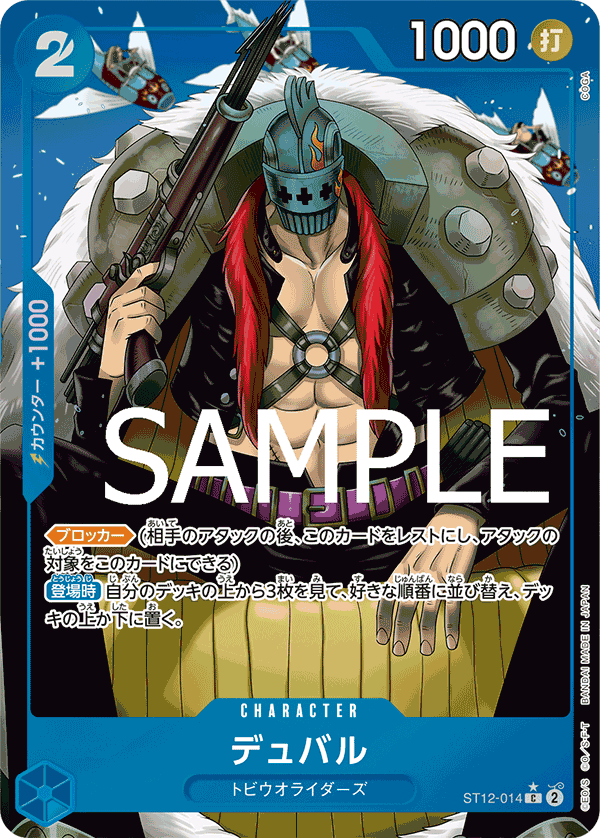 2
1000
打
COGA
カウンター +1000
SAMPLE
ブロッカー (相手のアタックの後、このカードをレストにし、アタックの
対象をこのカードにできる)
登場時 自分のデッキの上から3枚を見て、好きな順番に並び替え、デッ
キの上か下に置く。
CHARACTER
デュバル
トビウオライダーズ
ST12-014 C 2
©EO/S ©O/S・F・T BANDAI MADE IN JAPAN